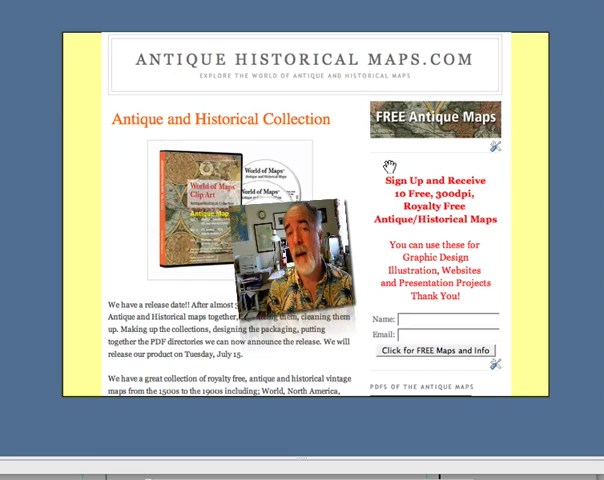 ANTIQUE HISTORICAL MAPS.COM
EXPLORE THE WORLD OF ANTIQUE AND HISTORICAL MAPS
Antique and Historical Collection
World of Maps
Clip Art
Antique Map
World of Maps
FREE Antique Maps
Sign Up and Receive
10 Free, 300dpi,
Royalty Free
Antique/Historical Maps
You can use these for
Graphic Design
Illustration, Websites
and Presentation Projects
Thank You!
Name:
Email:
Click for FREE Maps and Info
PDFS OF THE ANTIQUE MAPS
We have a release date!! After almost
Antique and Historical maps together, them, cleaning them
up. Making up the collections, designing the packaging, putting
together the PDF directories we can now announce the release. We will
release our product on Tuesday, July 15.
We have a great collection of royalty free, antique and historical vintage
maps from the 1500s to the 1900s including; World, North America,